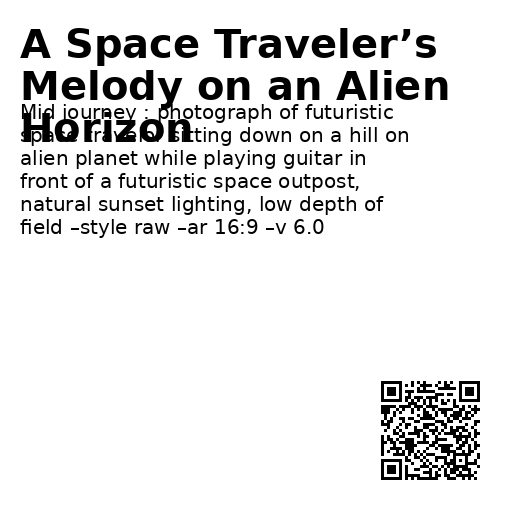 A Space Traveler’s
Melody on an Alien
Horizon
Mid journey : photograph of futuristic
space traveler sitting down on a hill on
alien planet while playing guitar in
front of a futuristic space outpost,
natural sunset lighting, low depth of
field –style raw –ar 16:9 –v 6.0